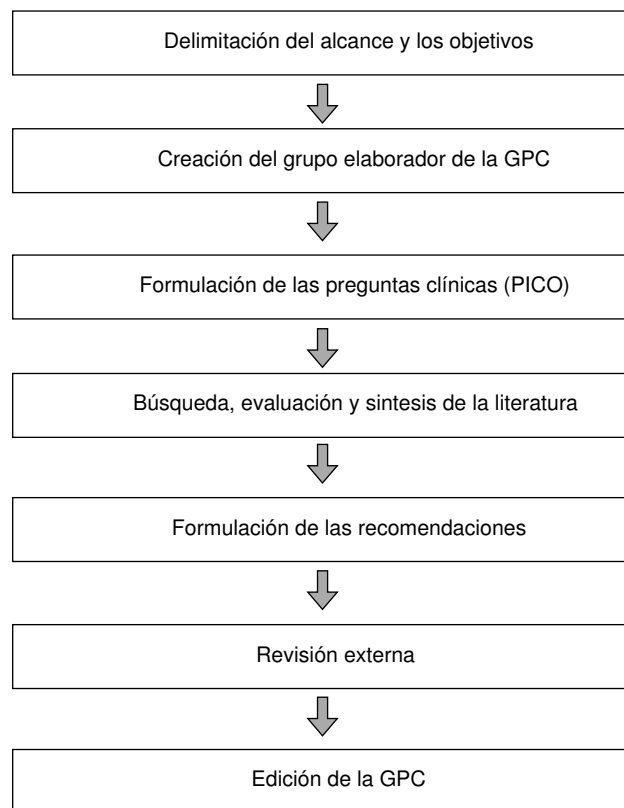 Delimitación del alcance y los objetivos
Creación del grupo elaborador de la GPC
Formulación de las preguntas clínicas (PICO)
Búsqueda, evaluación y sintesis de la literatura
Formulación de las recomendaciones
Revisión externa
Edición de la GPC